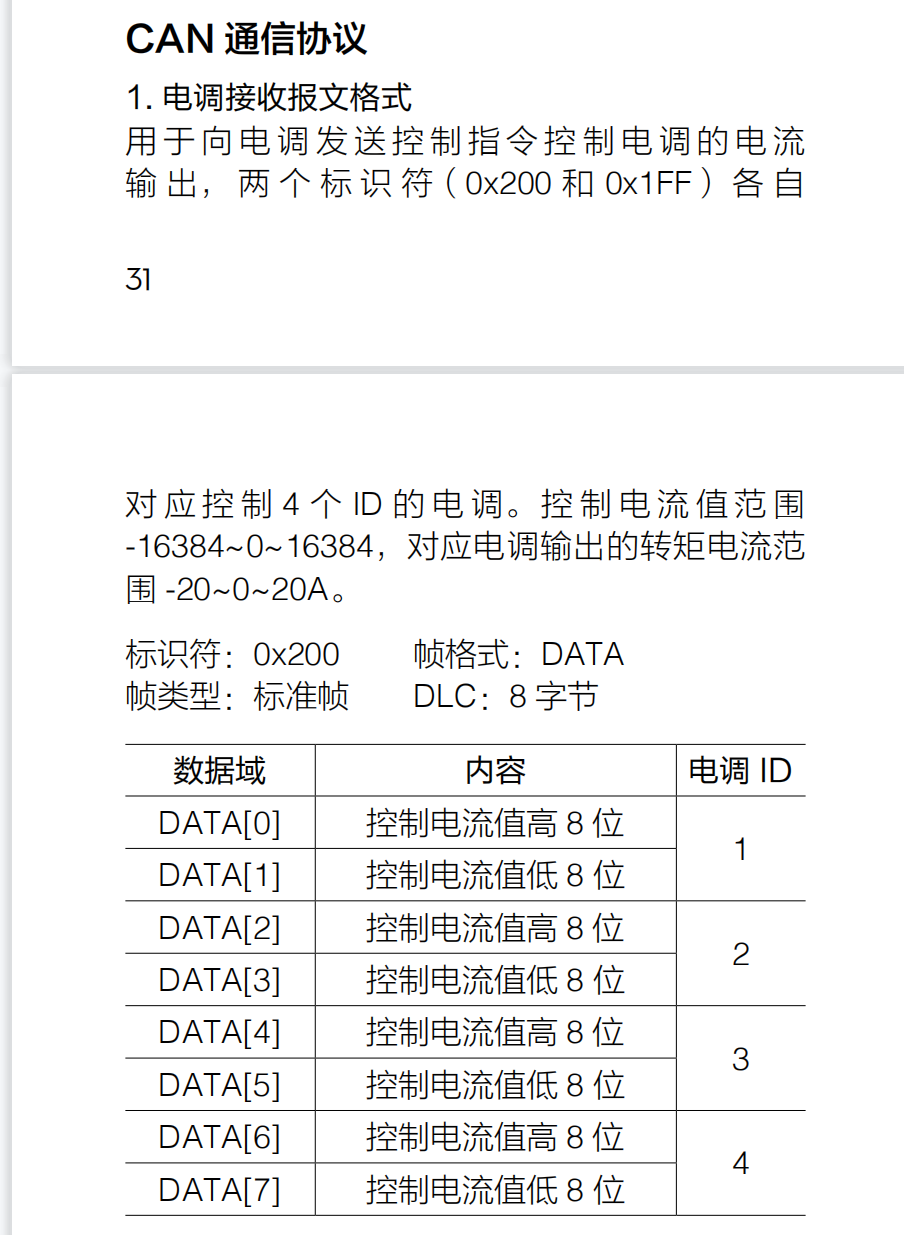 CAN 通信协议
1. 电调接收报文格式
用于向电调发送控制指令控制电调的电流
输出，两个标识符（0x200 和 0x1FF）各自
31
对应控制 4 个 ID 的电调。控制电流值范围
-16384~0~16384，对应电调输出的转矩电流范
围 -20~0~20A。
标识符：0x200 帧格式：DATA
帧类型：标准帧 DLC：8 字节
数据域 内容 电调 ID
DATA[0] 控制电流值高 8 位
1
DATA[1] 控制电流值低 8 位
DATA[2] 控制电流值高 8 位
2
DATA[3] 控制电流值低 8 位
DATA[4] 控制电流值高 8 位
3
DATA[5] 控制电流值低 8 位
DATA[6] 控制电流值高 8 位
4
DATA[7] 控制电流值低 8 位